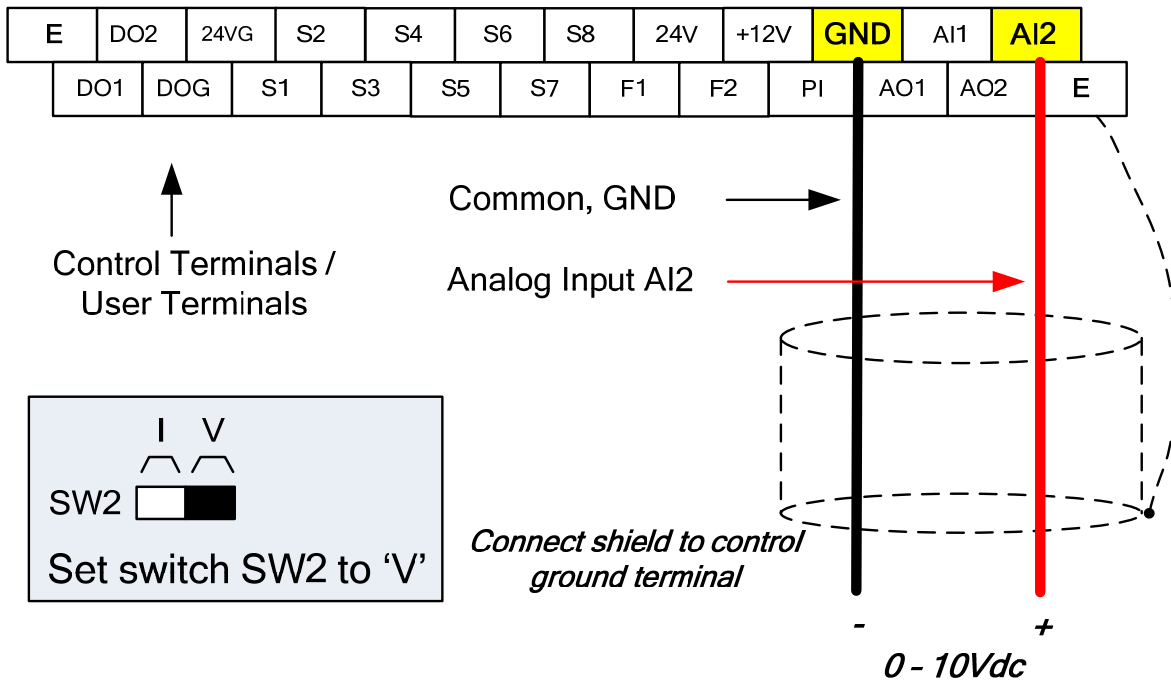 E DO2 24VG S2 S4 S6 S8 24V +12V GND AI1 AI2
DO1 DOG S1 S3 S5 S7 F1 F2 PI AO1 AO2 E
Common, GND
Control Terminals /
User Terminals
Analog Input AI2
I V
SW2
Set switch SW2 to ‘V’
Connect shield to control
ground terminal
- +
0 – 10Vdc